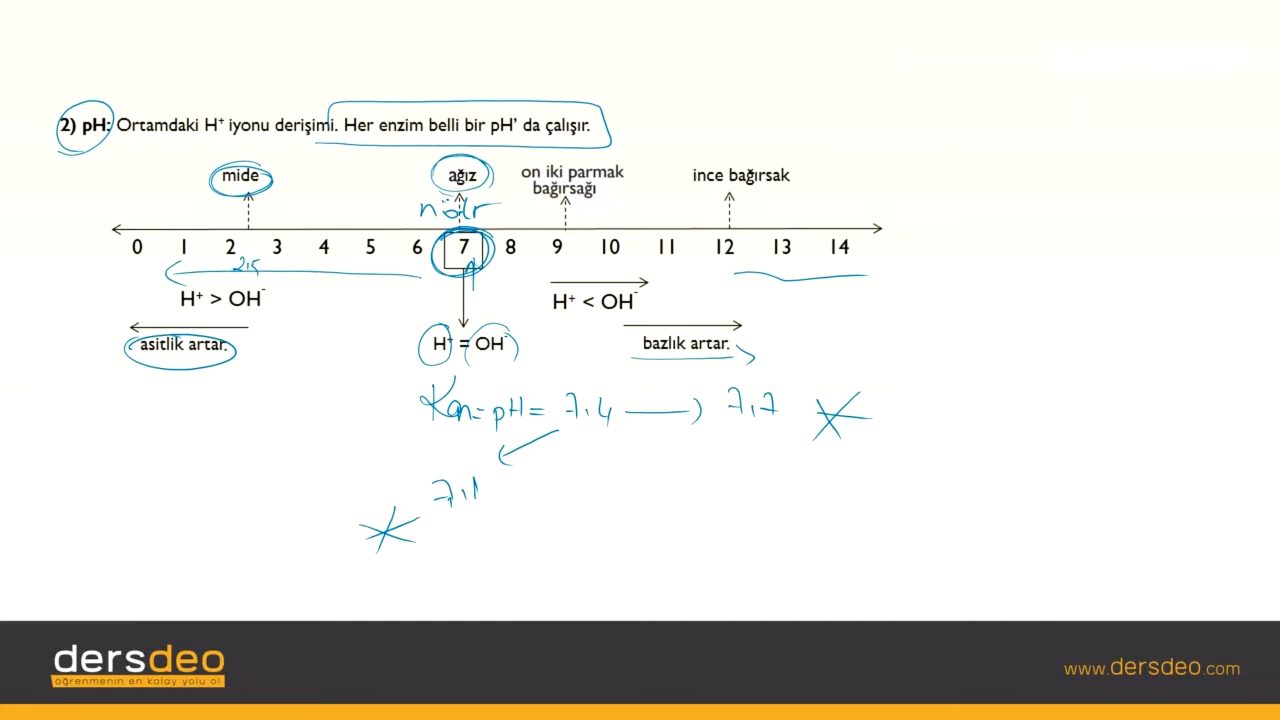 2) pH: Ortamdaki H⁺ iyonu derişimi. Her enzim belli bir pH' da çalışır.
mide ağız on iki parmak bağırsağı ince bağırsak
nötr
0 1 2 3 4 5 6 7 8 9 10 11 12 13 14
2,5
H⁺ > OH⁻ H⁺ < OH⁻
asitlik artar. H⁺ = OH⁻ bazlık artar.
Kan = pH = 7,4 → 7,7
7,1
dersdeo
öğrenmenin en kolay yolu o!
www.dersdeo.com